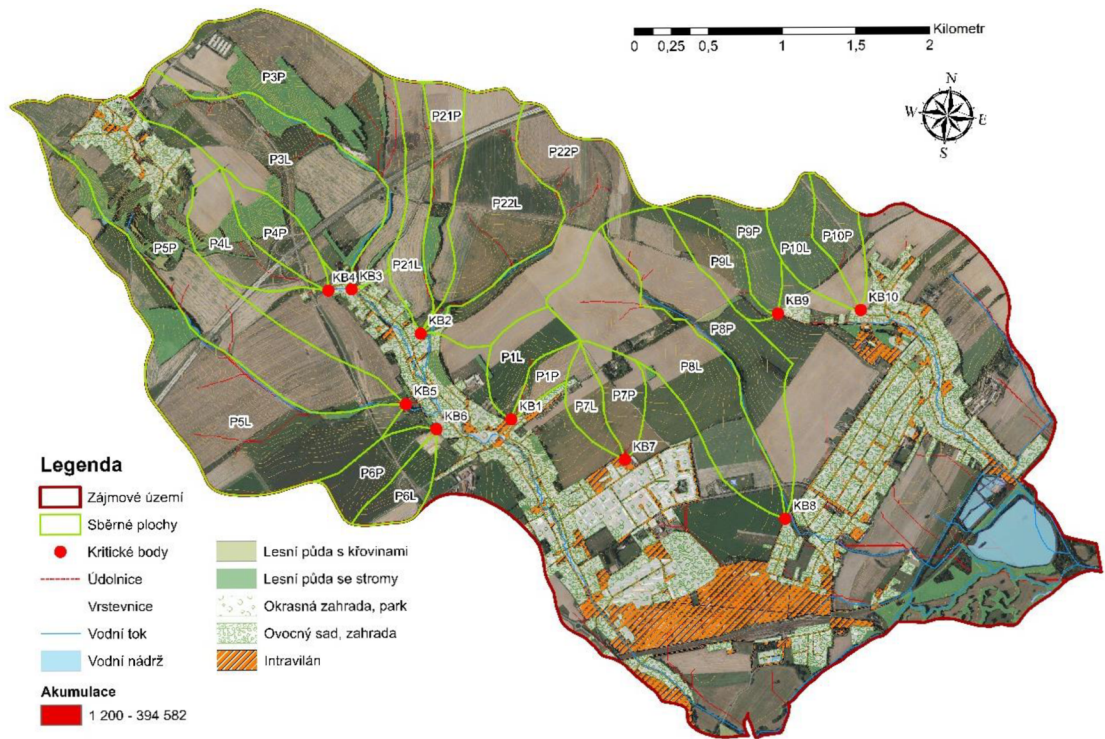 Kilometr
0 0,25 0,5 1 1,5 2
N
W E
S
P3P
P21P
P22P
P3L
P22L
P9P
P10P
P10L
P5P
P4L
P4P
P21L
P9L
KB4
KB3
KB9
KB10
KB2
P8P
P1L
P8L
P1P
KB5
P7P
P7L
KB1
KB6
P5L
KB7
P6P
P6L
KB8
Legenda
Zájmové území
Sběrné plochy
Kritické body
Údolnice
Vrstevnice
Vodní tok
Vodní nádrž
Akumulace
1 200 - 394 582
Lesní půda s křovinami
Lesní půda se stromy
Okrasná zahrada, park
Ovocný sad, zahrada
Intravilán